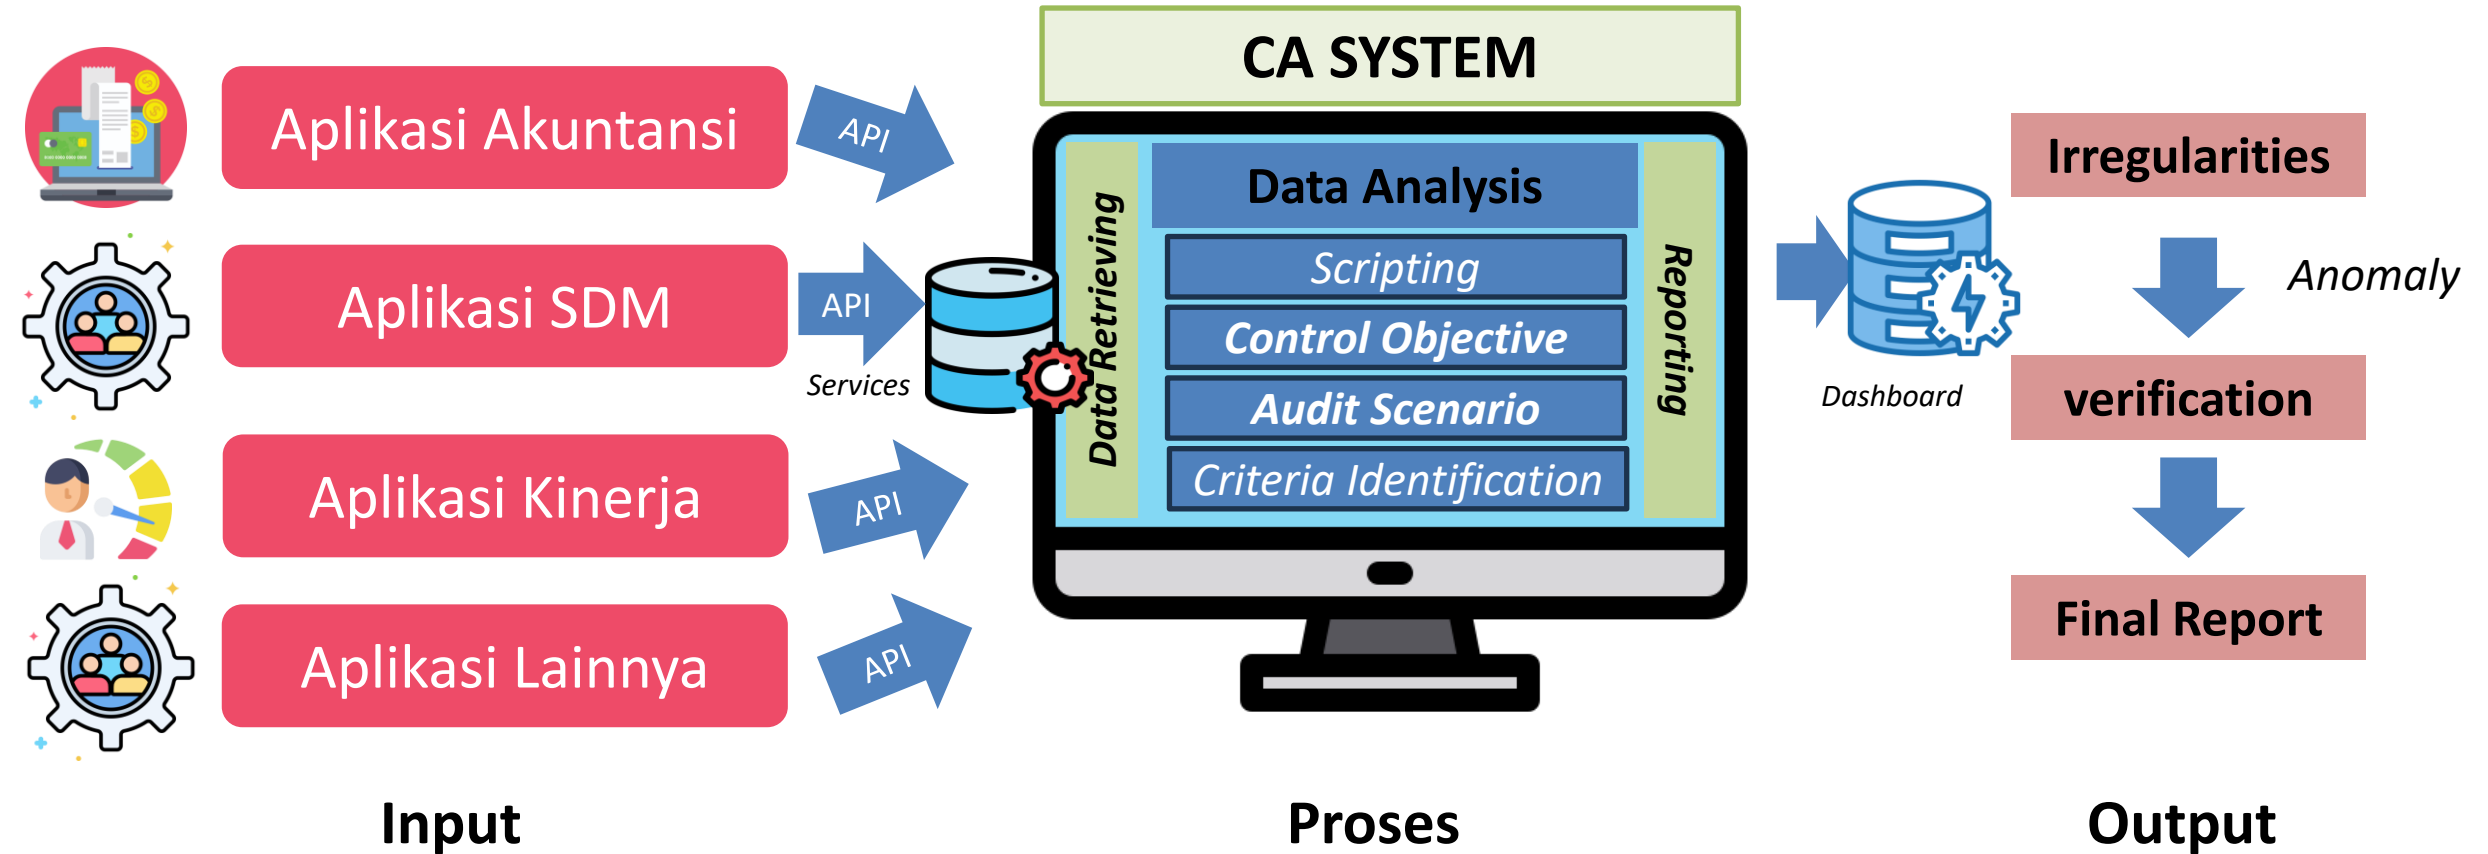 CA SYSTEM
Aplikasi Akuntansi
API
Aplikasi SDM
API
Services
Aplikasi Kinerja
API
Aplikasi Lainnya
API
Data Retrieving
Data Analysis
Scripting
Control Objective
Audit Scenario
Criteria Identification
Reporting
Dashboard
Irregularities
Anomaly
verification
Final Report
Input
Proses
Output